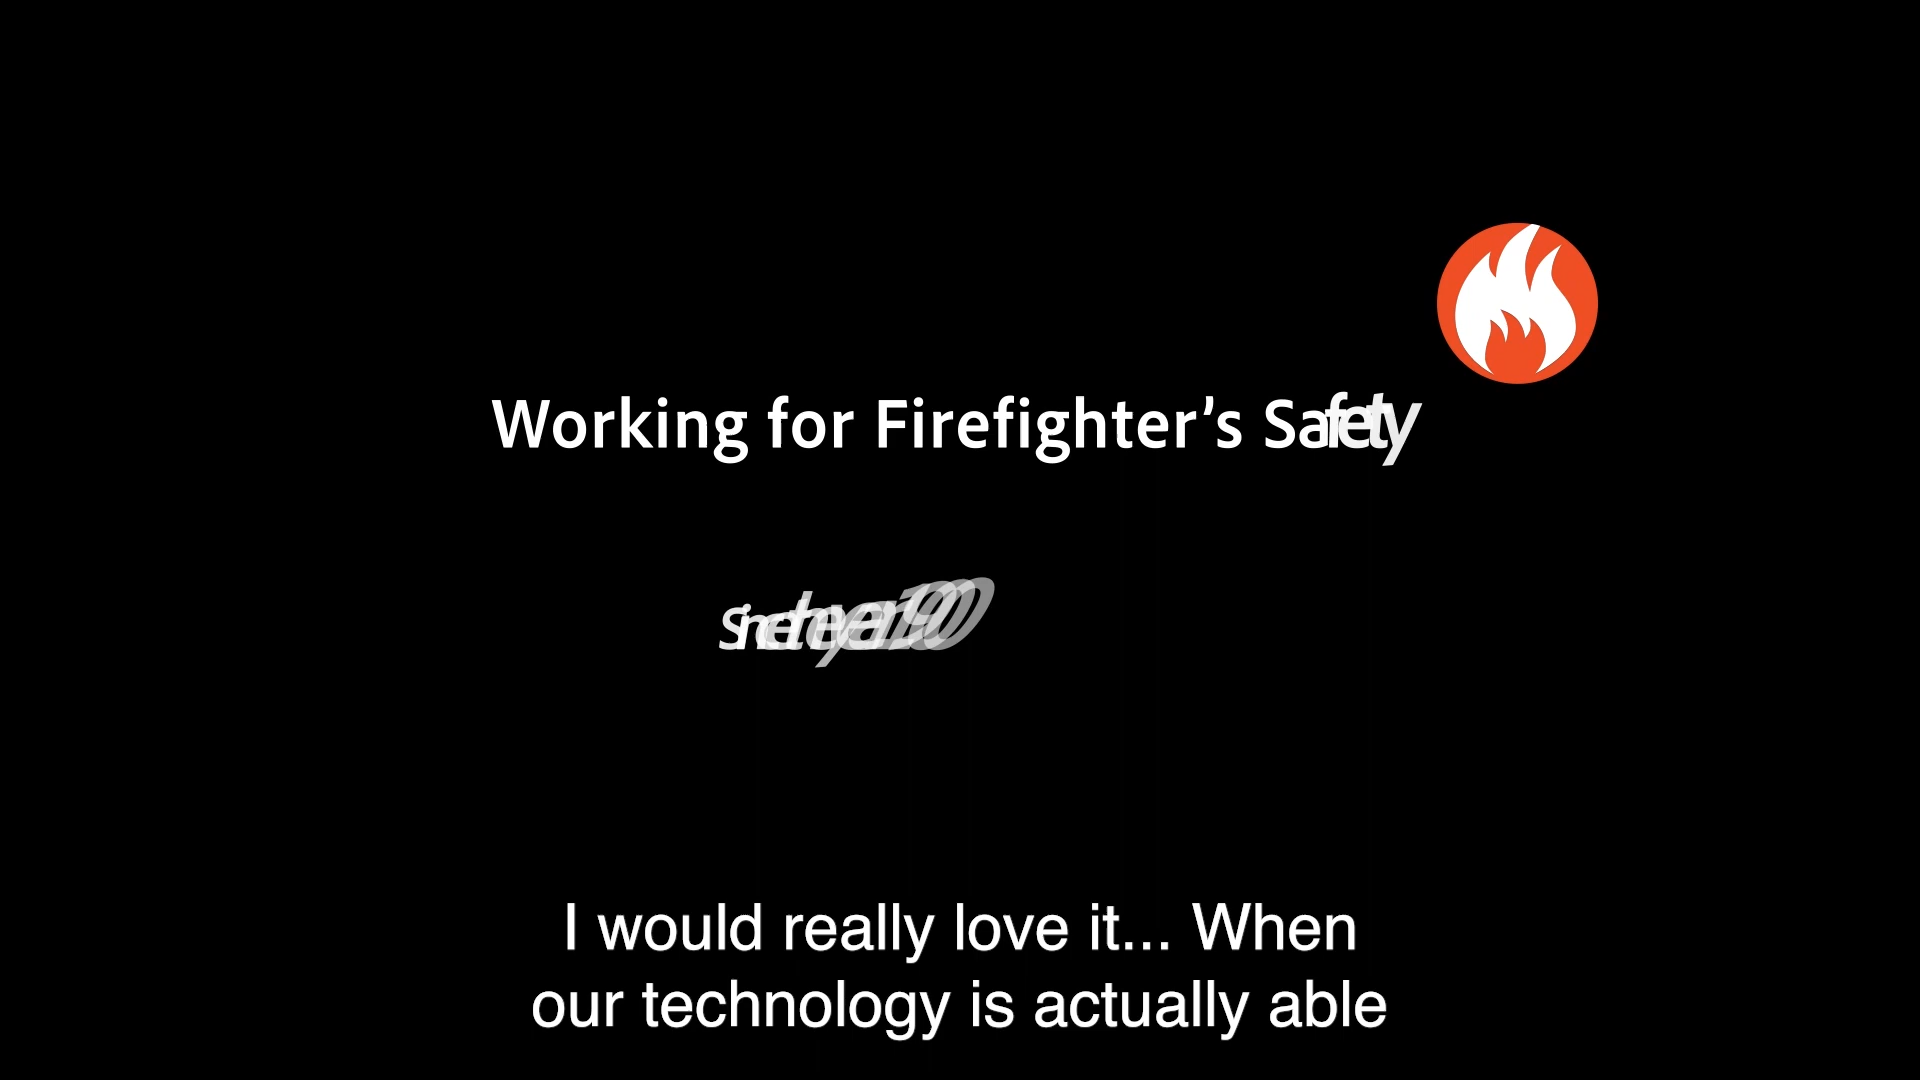 Working for Firefighter’s Safety
I would really love it... When
our technology is actually able